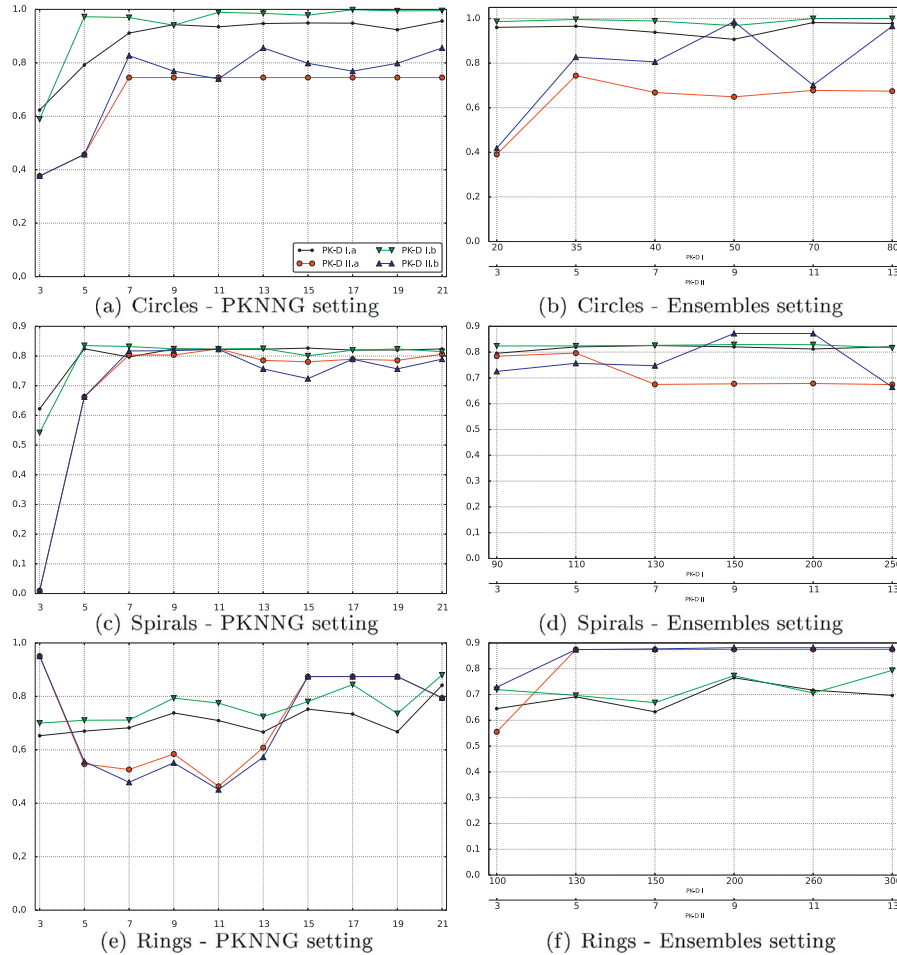 1.0
0.8
0.6
0.4
0.2
0.0
PK-D I.a PK-D I.b
PK-D II.a PK-D II.b
3 5 7 9 11 13 15 17 19 21
(a) Circles - PKNNG setting
1.0
0.8
0.6
0.4
0.2
0.0
20 35 40 50 70 80
PK-D I
3 5 7 9 11 13
PK-D II
(b) Circles - Ensembles setting
0.9
0.8
0.7
0.6
0.5
0.4
0.3
0.2
0.1
0.0
3 5 7 9 11 13 15 17 19 21
(c) Spirals - PKNNG setting
0.9
0.8
0.7
0.6
0.5
0.4
0.3
0.2
0.1
0.0
90 110 130 150 200 250
PK-D I
3 5 7 9 11 13
PK-D II
(d) Spirals - Ensembles setting
1.0
0.8
0.6
0.4
0.2
0.0
3 5 7 9 11 13 15 17 19 21
(e) Rings - PKNNG setting
0.9
0.8
0.7
0.6
0.5
0.4
0.3
0.2
0.1
0.0
100 130 150 200 260 300
PK-D I
3 5 7 9 11 13
PK-D II
(f) Rings - Ensembles setting